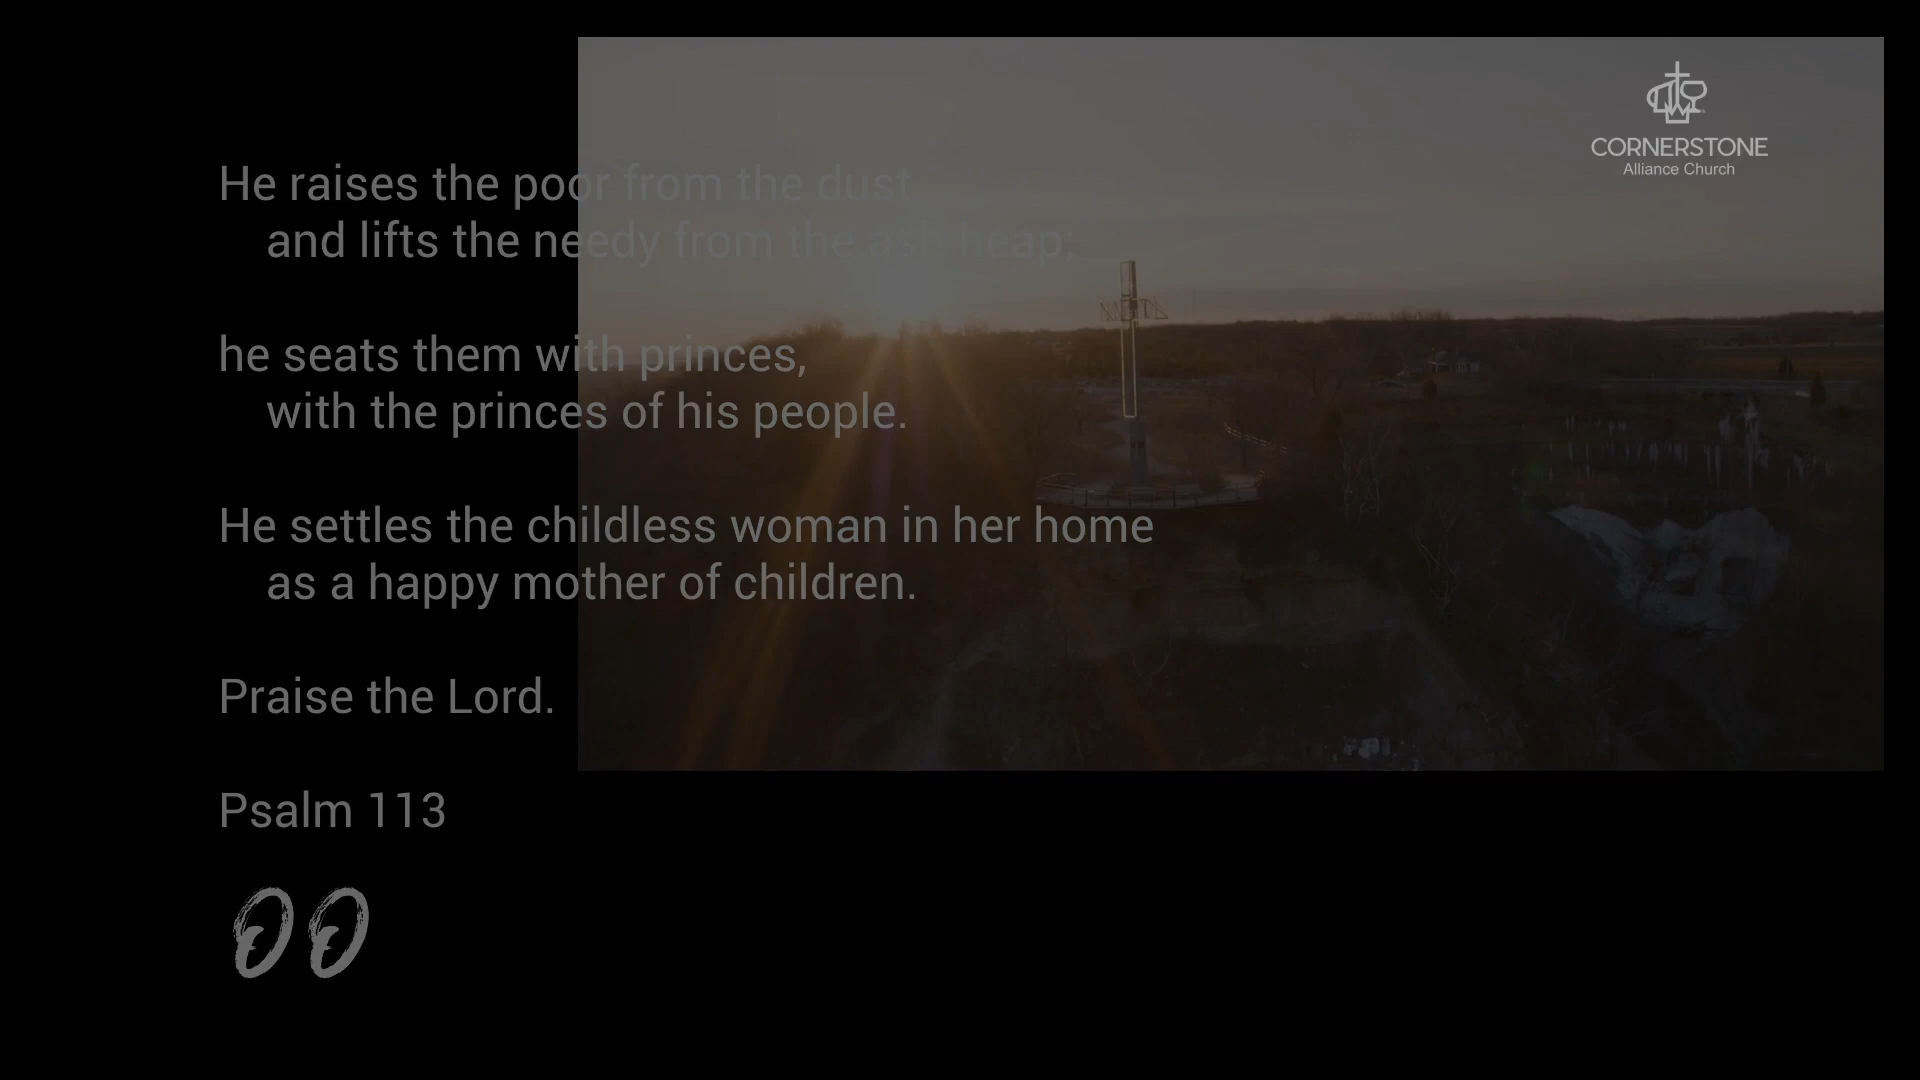 He raises the poor from the dust
and lifts the needy from the ash heap;
he seats them with princes,
with the princes of his people.
He settles the childless woman in her home
as a happy mother of children.
Praise the Lord.
Psalm 113
00
CORNERSTONE
Alliance Church